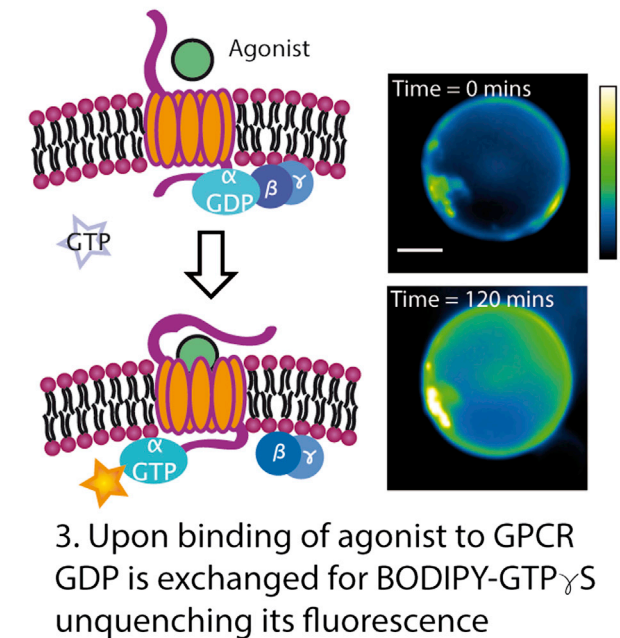 Agonist
Time = 0 mins
α
GDP
β
γ
GTP
Time = 120 mins
α
GTP
β
γ
3. Upon binding of agonist to GPCR
GDP is exchanged for BODIPY-GTPγS
unquenching its fluorescence